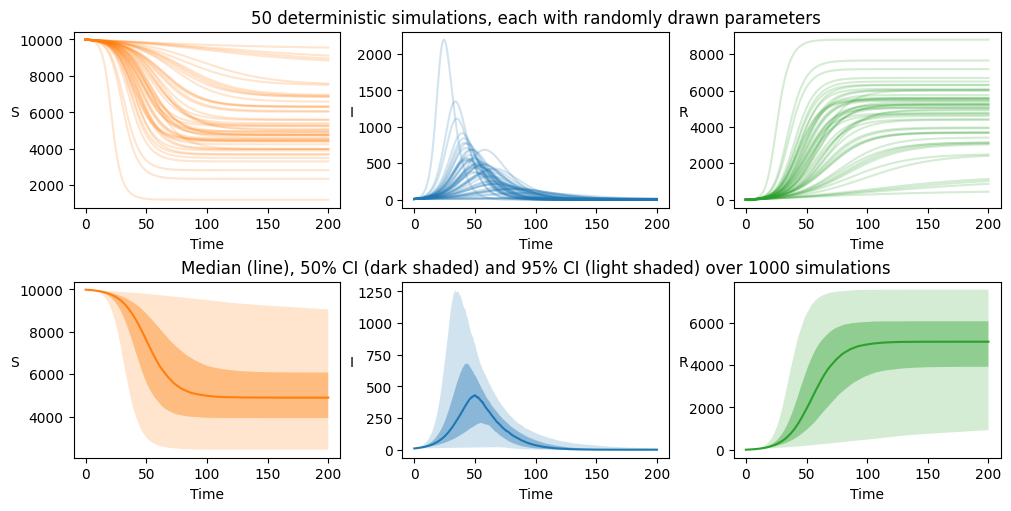 50 deterministic simulations, each with randomly drawn parameters
10000
8000
6000
4000
2000
S
0 50 100 150 200
Time
2000
1500
1000
500
0
I
0 50 100 150 200
Time
8000
6000
4000
2000
0
R
0 50 100 150 200
Time
Median (line), 50% CI (dark shaded) and 95% CI (light shaded) over 1000 simulations
10000
8000
6000
4000
S
0 50 100 150 200
Time
1250
1000
750
500
250
0
I
0 50 100 150 200
Time
6000
4000
2000
0
R
0 50 100 150 200
Time